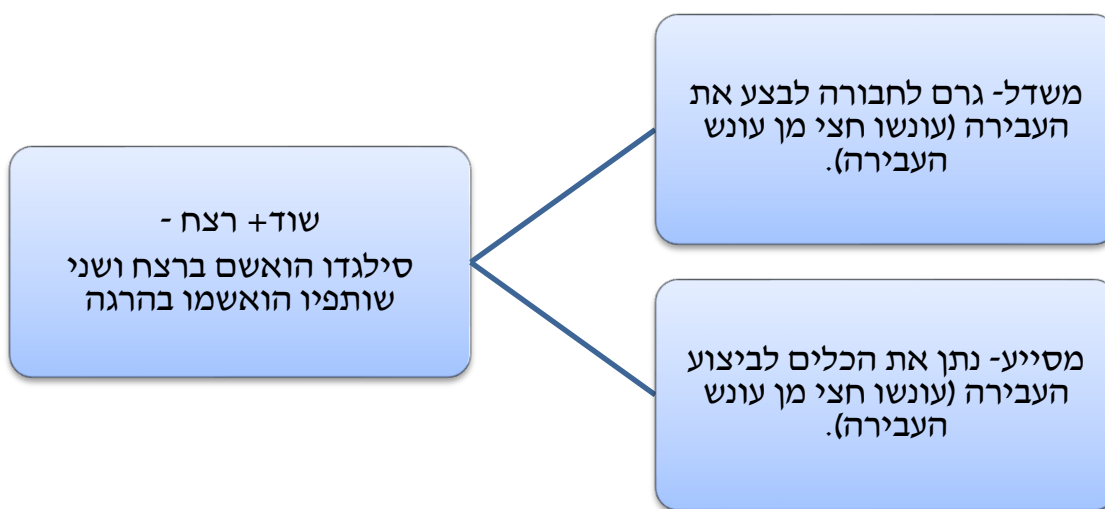 משדל- גרם לחבורה לבצע את
העבירה (עונשו חצי מן עונש
העבירה).
שוד+ רצח -
סילגדו הואשם ברצח ושני
שותפיו הואשמו בהרגה
מסייע- נתן את הכלים לביצוע
העבירה (עונשו חצי מן עונש
העבירה).